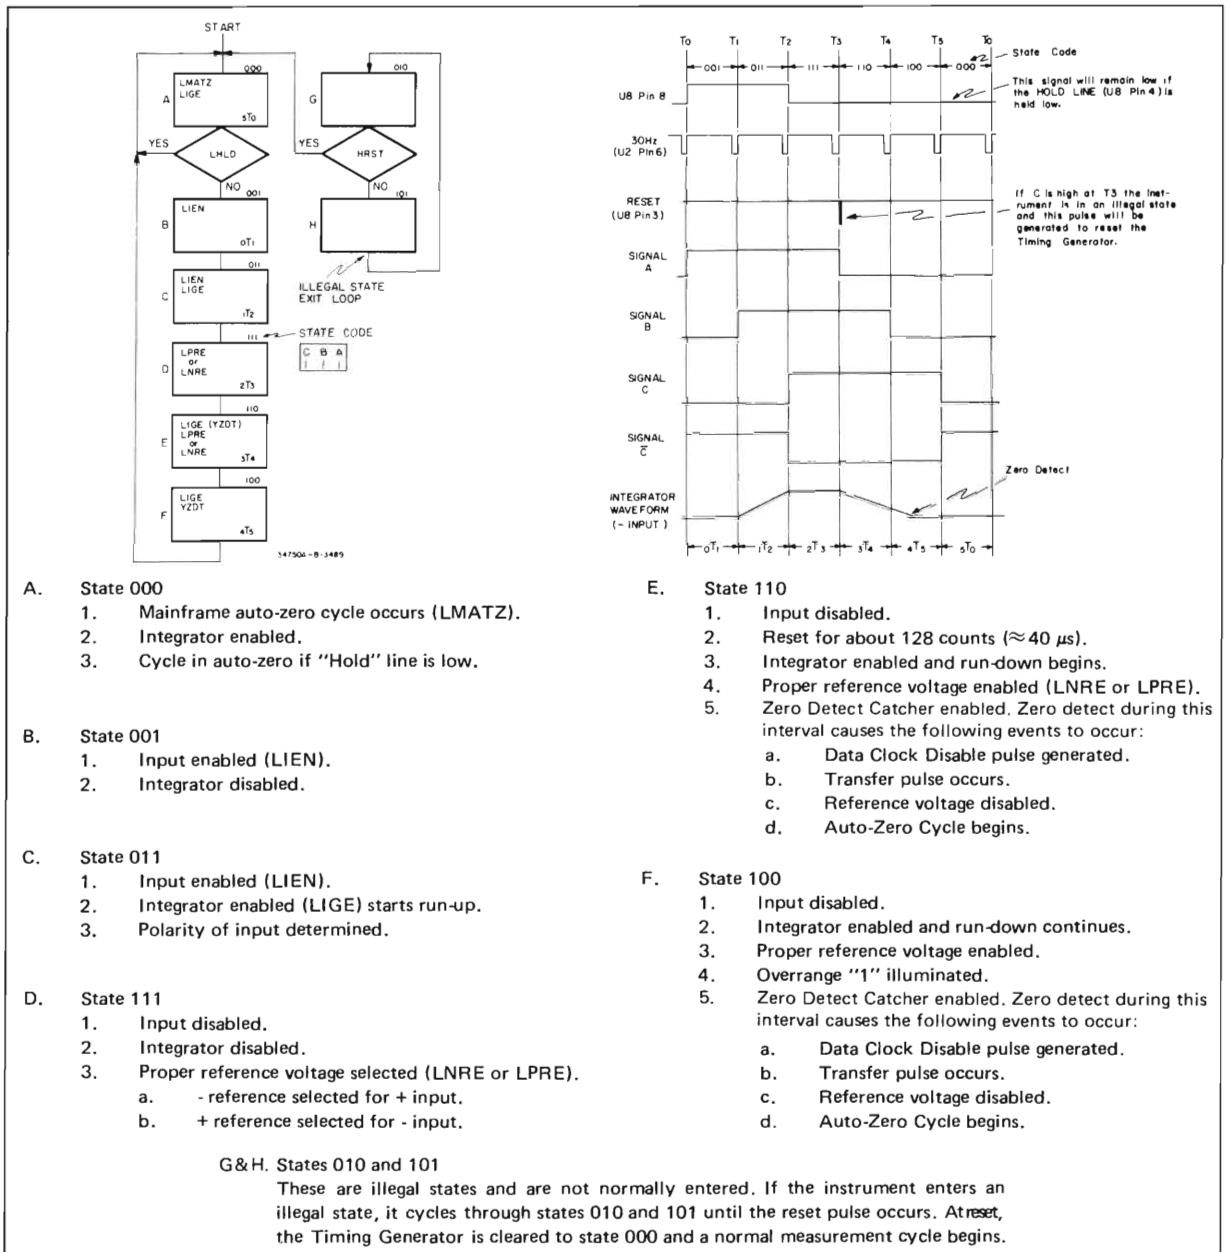 START
000
A
LMATZ
LIGE
5T0
YES
LHLD
NO
001
B
LIEN
0T1
011
C
LIEN
LIGE
1T2
111
STATE CODE
C B A
1 1 1
D
LPRE
or
LNRE
2T3
110
E
LIGE (YZDT)
LPRE
or
LNRE
3T4
100
F
LIGE
YZDT
4T5
34750A-B-3489
010
G
YES
HRST
NO
101
H
ILLEGAL STATE
EXIT LOOP
T0 T1 T2 T3 T4 T5 T0
State Code
001 011 111 110 100 000
U8 Pin 8
This signal will remain low if
the HOLD LINE (U8 Pin 4) is
held low.
30Hz
(U2 Pin6)
RESET
(U8 Pin3)
If C is high at T3 the Inst-
rument is in an illegal state
and this pulse will be
generated to reset the
Timing Generator.
SIGNAL
A
SIGNAL
B
SIGNAL
C
SIGNAL
C̅
Zero Detect
INTEGRATOR
WAVEFORM
(- INPUT)
0T1 1T2 2T3 3T4 4T5 5T0
A. State 000
1. Mainframe auto-zero cycle occurs (LMATZ).
2. Integrator enabled.
3. Cycle in auto-zero if "Hold" line is low.
B. State 001
1. Input enabled (LIEN).
2. Integrator disabled.
C. State 011
1. Input enabled (LIEN).
2. Integrator enabled (LIGE) starts run-up.
3. Polarity of input determined.
D. State 111
1. Input disabled.
2. Integrator disabled.
3. Proper reference voltage selected (LNRE or LPRE).
a. - reference selected for + input.
b. + reference selected for - input.
E. State 110
1. Input disabled.
2. Reset for about 128 counts (≈40 μs).
3. Integrator enabled and run-down begins.
4. Proper reference voltage enabled (LNRE or LPRE).
5. Zero Detect Catcher enabled. Zero detect during this
interval causes the following events to occur:
a. Data Clock Disable pulse generated.
b. Transfer pulse occurs.
c. Reference voltage disabled.
d. Auto-Zero Cycle begins.
F. State 100
1. Input disabled.
2. Integrator enabled and run-down continues.
3. Proper reference voltage enabled.
4. Overrange "1" illuminated.
5. Zero Detect Catcher enabled. Zero detect during this
interval causes the following events to occur:
a. Data Clock Disable pulse generated.
b. Transfer pulse occurs.
c. Reference voltage disabled.
d. Auto-Zero Cycle begins.
G&H. States 010 and 101
These are illegal states and are not normally entered. If the instrument enters an
illegal state, it cycles through states 010 and 101 until the reset pulse occurs. At reset,
the Timing Generator is cleared to state 000 and a normal measurement cycle begins.